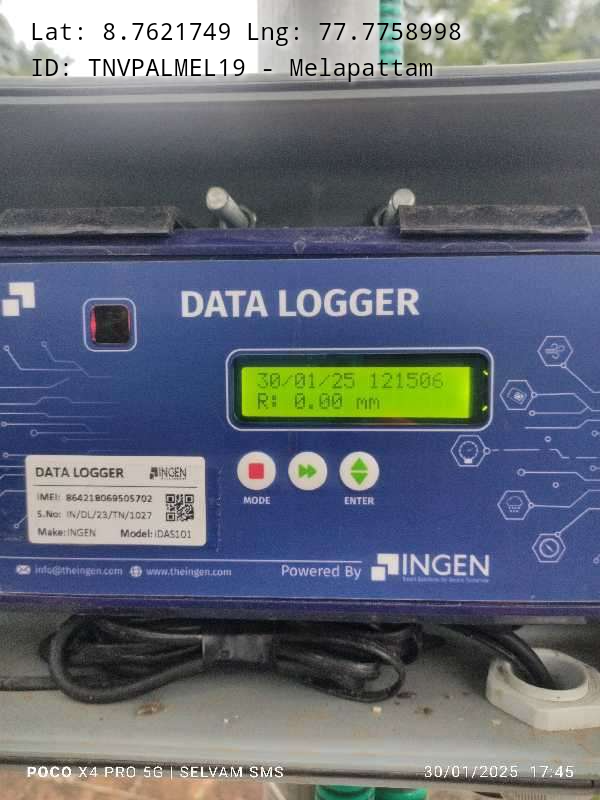 Lat: 8.7621749 Lng: 77.7758998
ID: TNVPALMEL19 - Melapattam
DATA LOGGER
30/01/25 121506
R: 0.00 mm
DATA LOGGER
INGEN
IMEI: 864218069505702
S.No: IN/DL/23/TN/1027
Make: INGEN Model: iDAS101
MODE
ENTER
info@theingen.com www.theingen.com
Powered By INGEN
POCO X4 PRO 5G | SELVAM SMS
30/01/2025 17:45